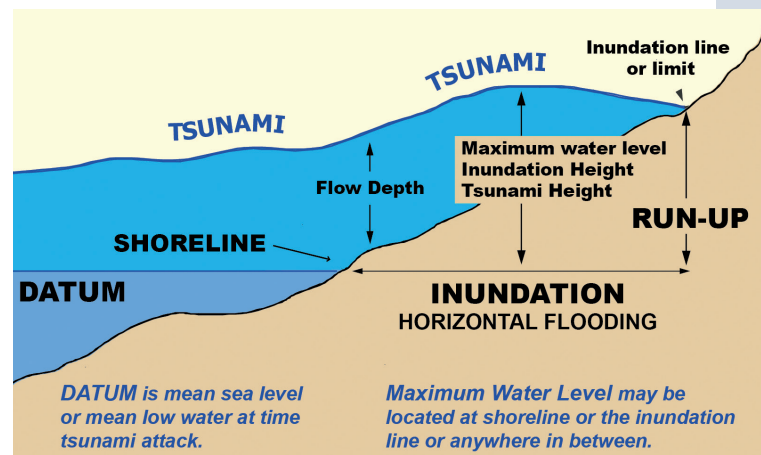 Inundation line
or limit
TSUNAMI
TSUNAMI
Maximum water level
Inundation Height
Tsunami Height
Flow Depth
RUN-UP
SHORELINE
DATUM
INUNDATION
HORIZONTAL FLOODING
DATUM is mean sea level
or mean low water at time
tsunami attack.
Maximum Water Level may be
located at shoreline or the inundation
line or anywhere in between.